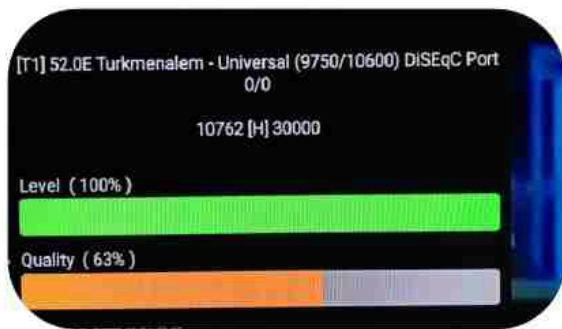 [T1] 52.0E Turkmenalem - Universal (9750/10600) DiSEqC Port
0/0
10762 [H] 30000
Level ( 100% )
Quality ( 63% )